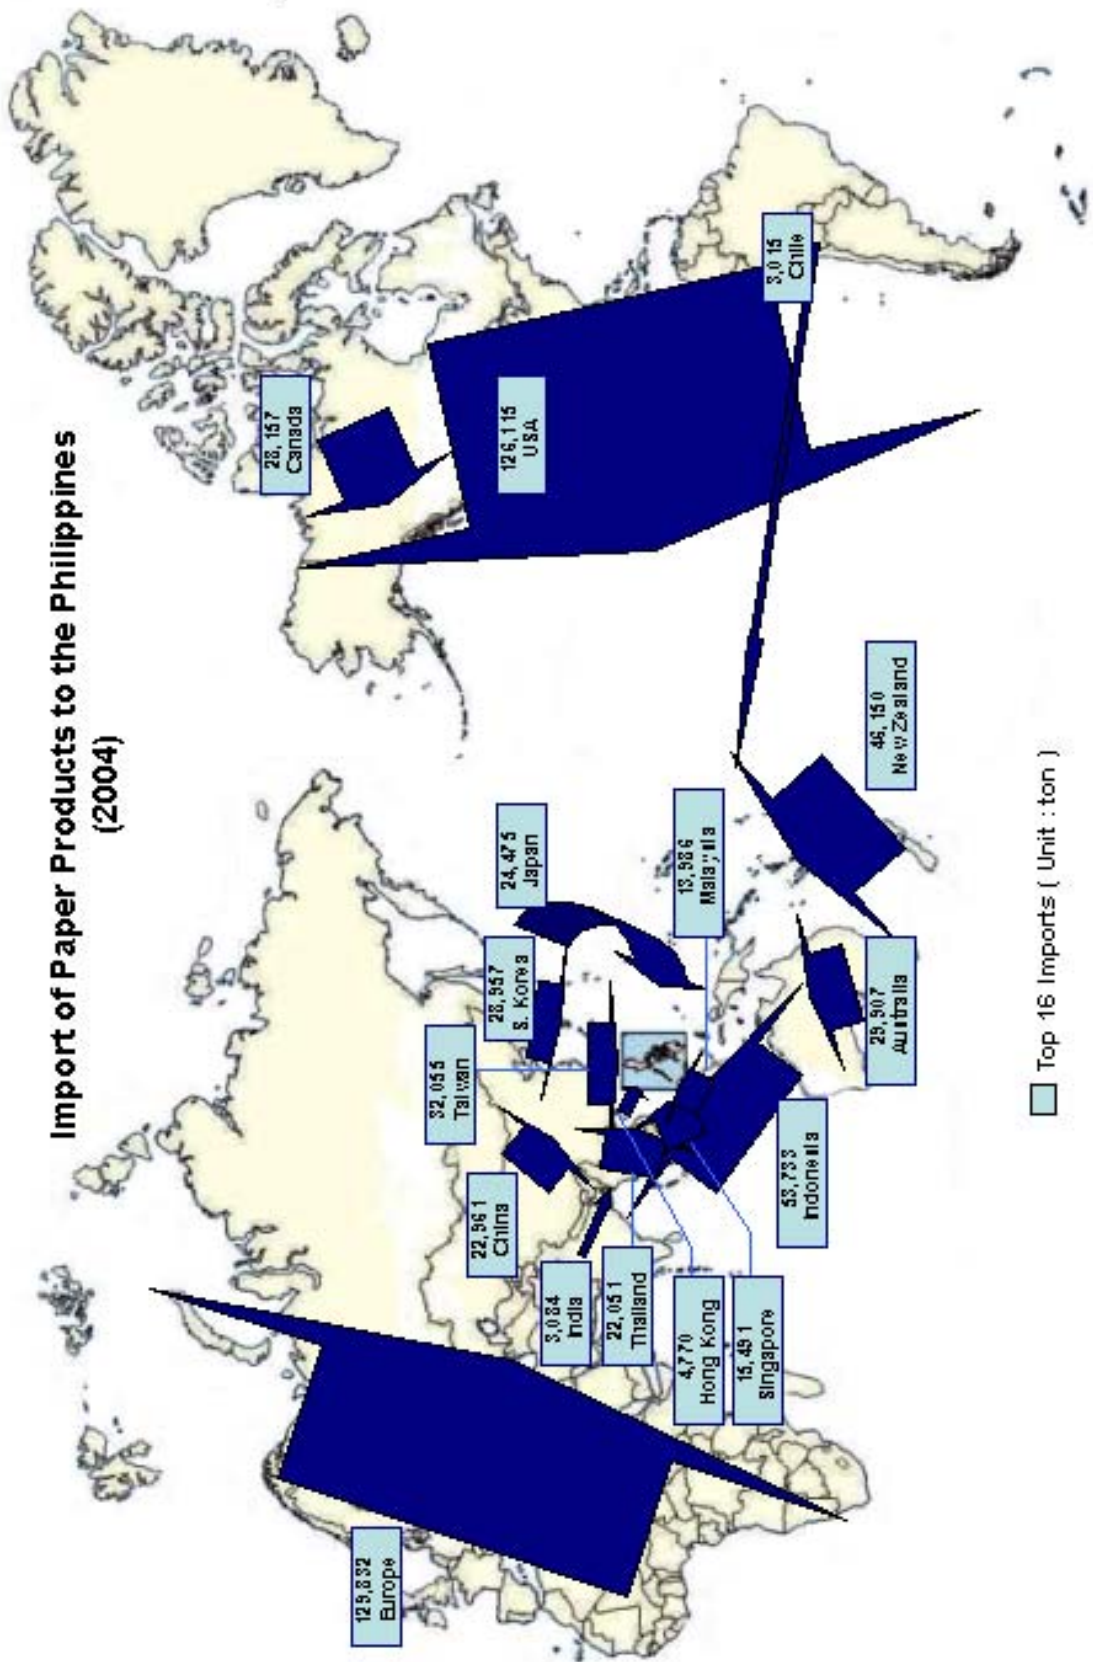 Import of Paper Products to the Philippines
(2004)
28,157
Canada
126,115
USA
3,015
Chile
129,832
Europe
22,961
China
32,055
Taiwan
28,957
S. Korea
24,475
Japan
3,084
India
22,051
Thailand
4,770
Hong Kong
15,491
Singapore
13,986
Malaysia
53,733
Indonesia
29,907
Australia
46,150
New Zealand
Top 16 Imports ( Unit : ton )